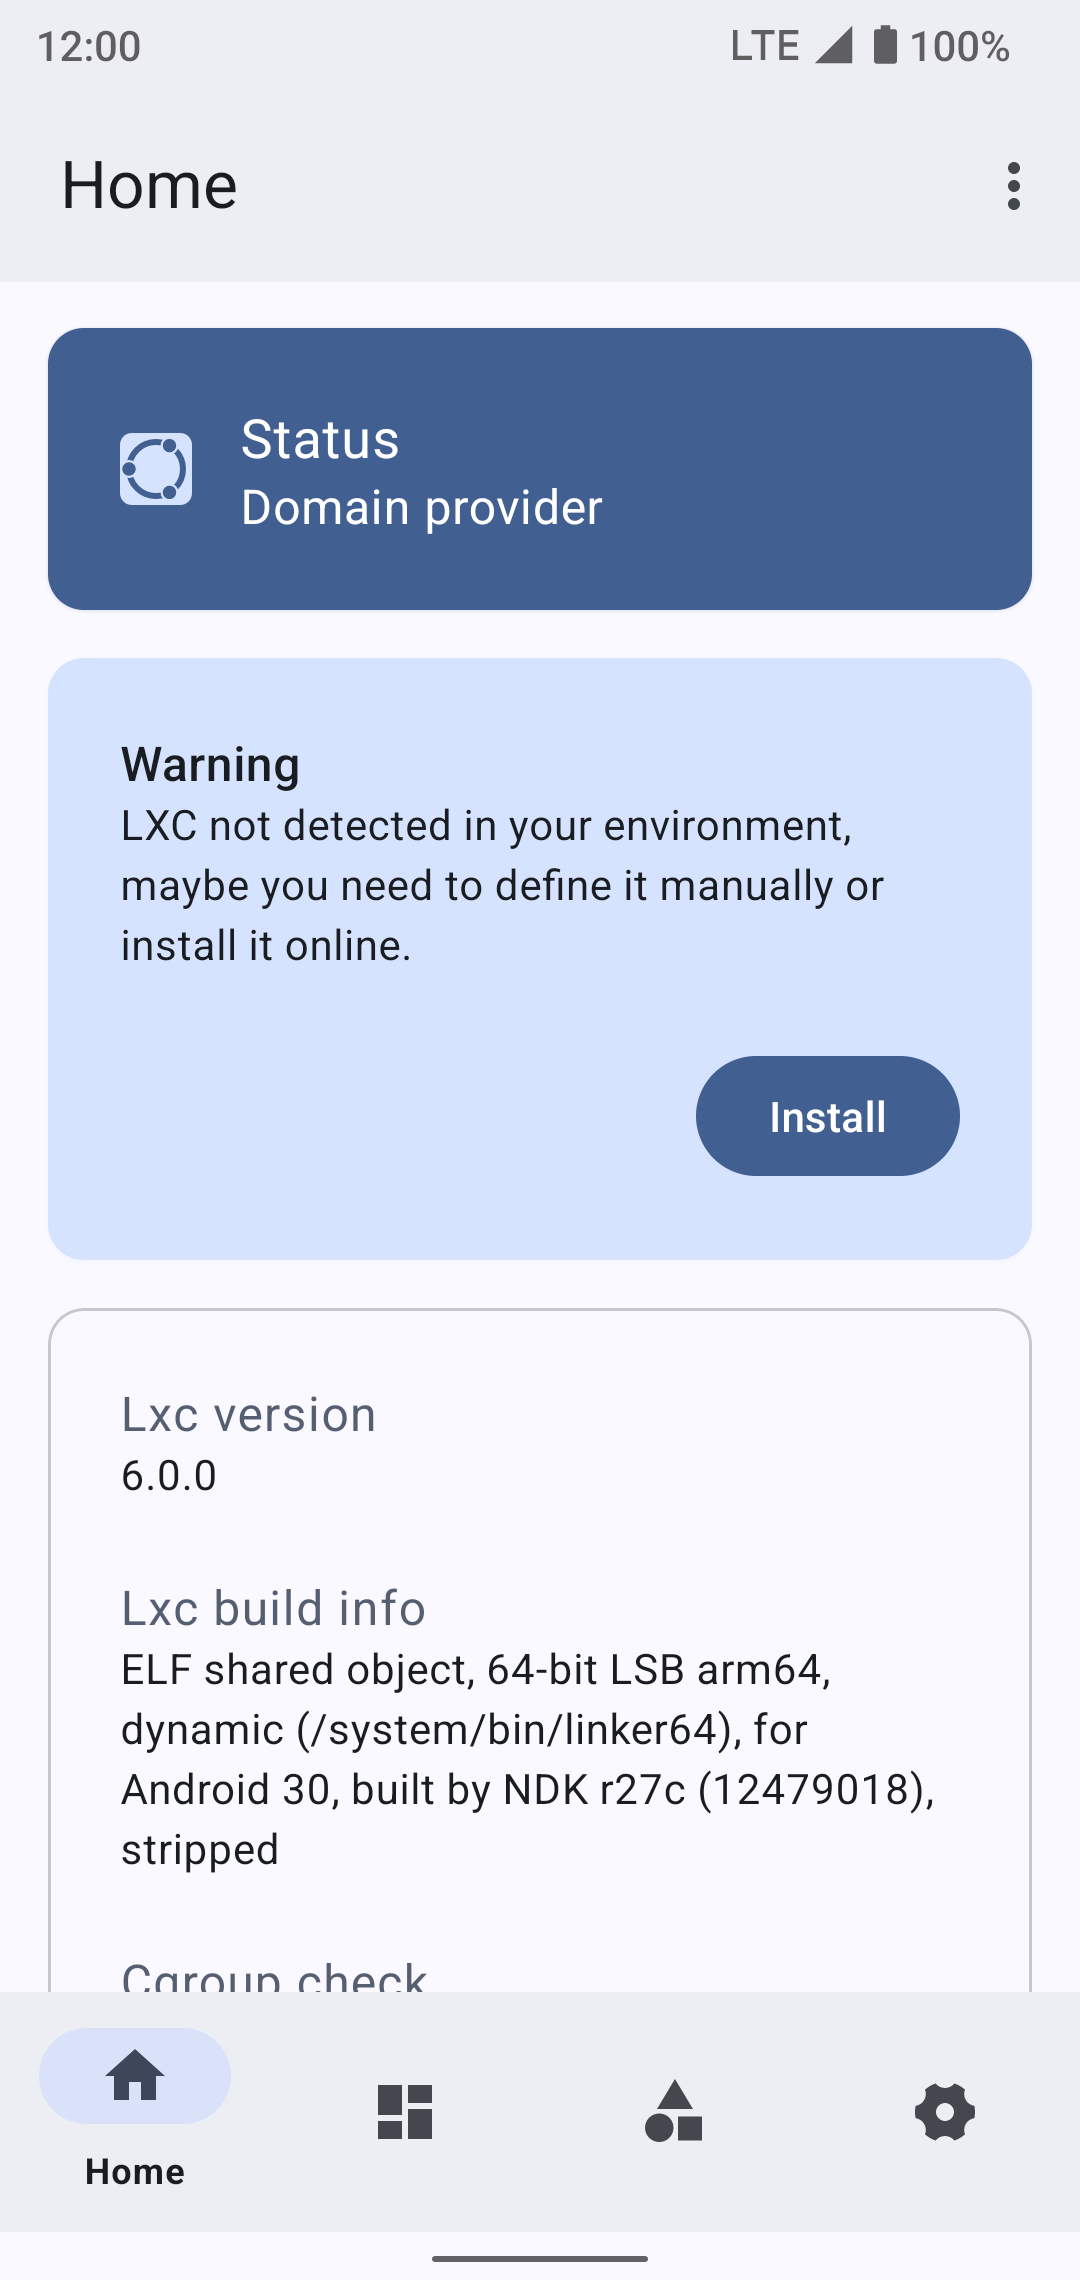 12:00
LTE 100%
Home
Status
Domain provider
Warning
LXC not detected in your environment,
maybe you need to define it manually or
install it online.
Install
Lxc version
6.0.0
Lxc build info
ELF shared object, 64-bit LSB arm64,
dynamic (/system/bin/linker64), for
Android 30, built by NDK r27c (12479018),
stripped
Cgroup check
Home